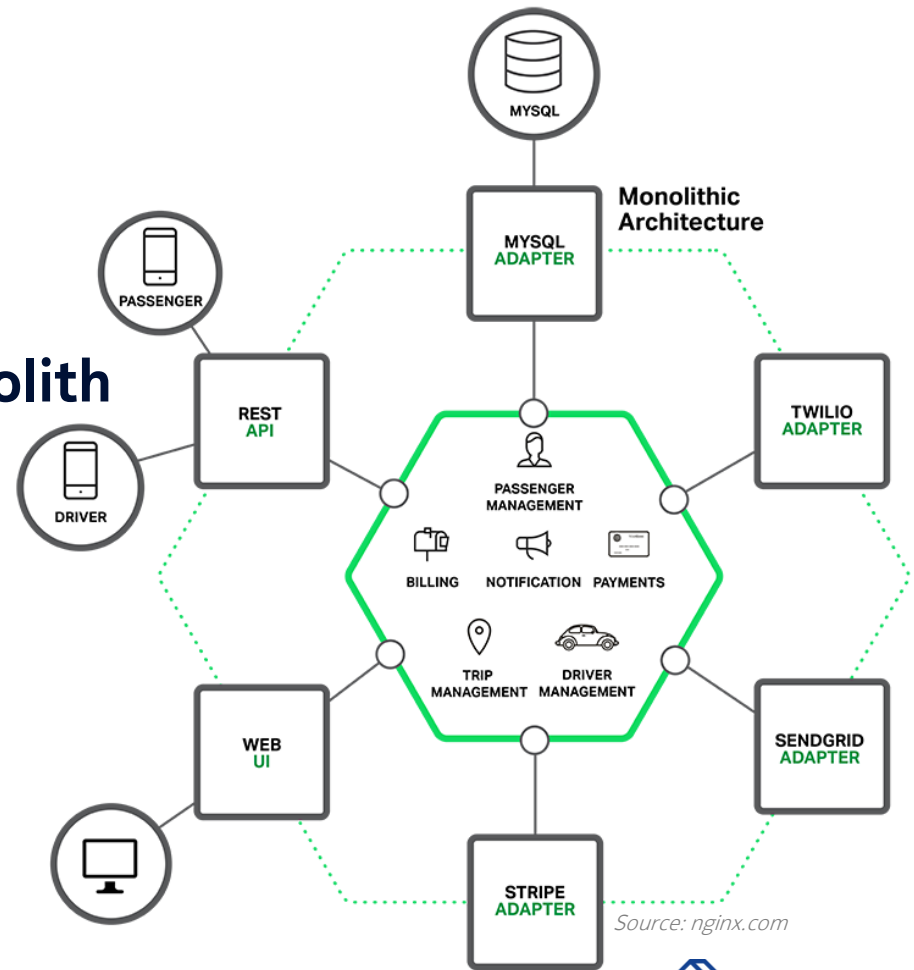 MYSQL
Monolithic
Architecture
MYSQL
ADAPTER
PASSENGER
olith
REST
API
TWILIO
ADAPTER
DRIVER
PASSENGER
MANAGEMENT
BILLING
NOTIFICATION
PAYMENTS
TRIP
MANAGEMENT
DRIVER
MANAGEMENT
WEB
UI
SENDGRID
ADAPTER
STRIPE
ADAPTER
Source: nginx.com